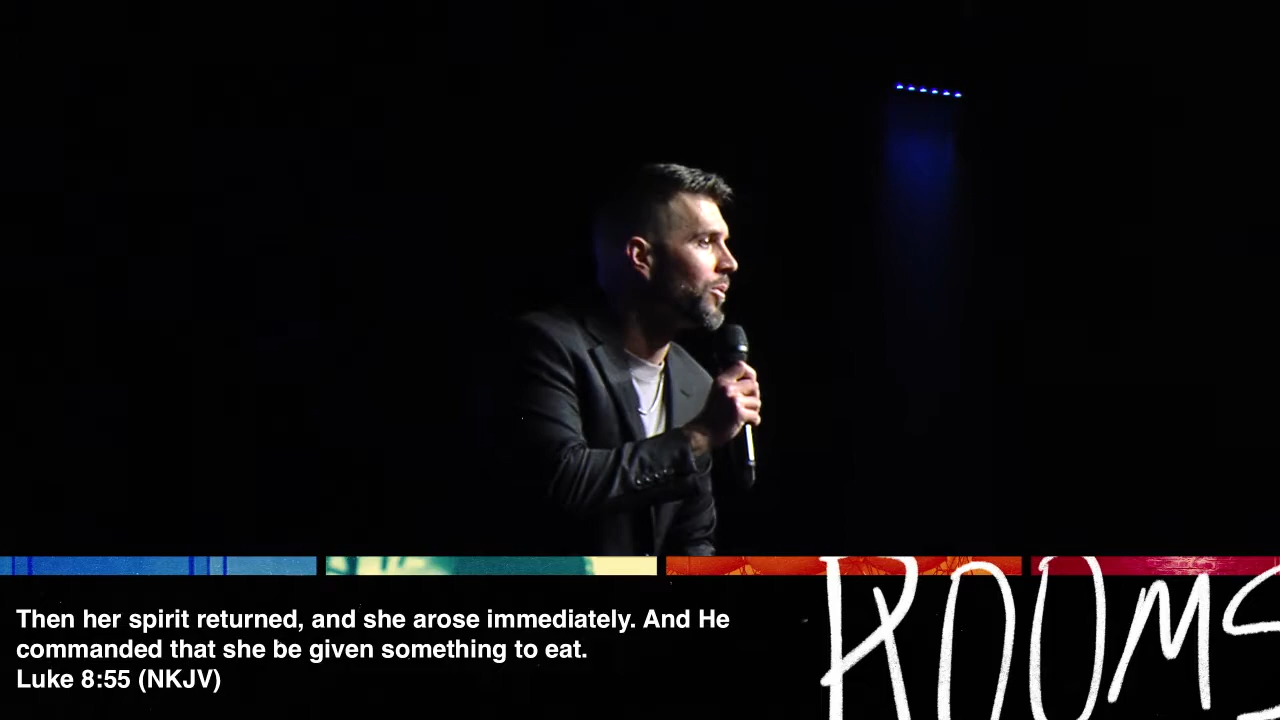 Then her spirit returned, and she arose immediately. And He
commanded that she be given something to eat.
Luke 8:55 (NKJV)
ROOMS